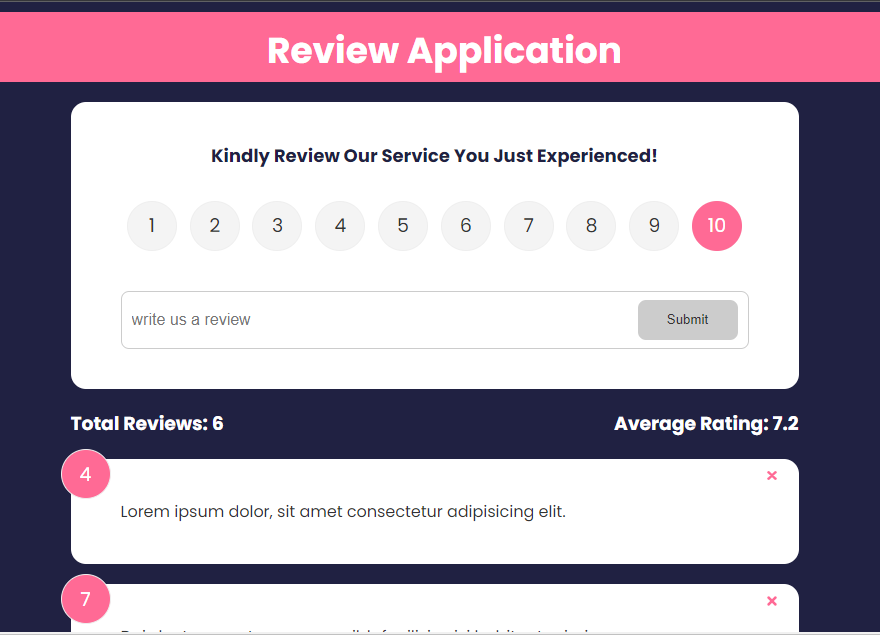 Review Application
Kindly Review Our Service You Just Experienced!
1 2 3 4 5 6 7 8 9 10
write us a review
Submit
Total Reviews: 6
Average Rating: 7.2
4
×
Lorem ipsum dolor, sit amet consectetur adipisicing elit.
7
×